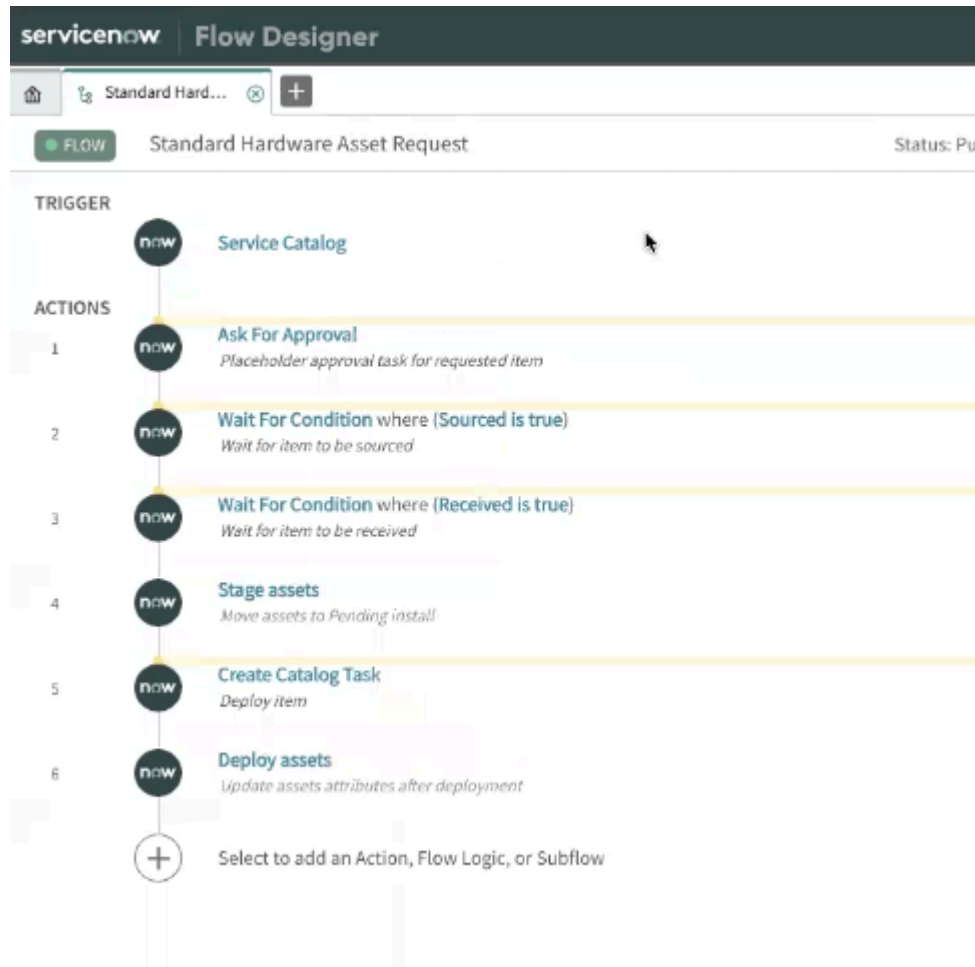 servicenow Flow Designer
Standard Hard...
FLOW Standard Hardware Asset Request Status: Pu
TRIGGER
now Service Catalog
ACTIONS
1 now Ask For Approval
Placeholder approval task for requested item
2 now Wait For Condition where (Sourced is true)
Wait for item to be sourced
3 now Wait For Condition where (Received is true)
Wait for item to be received
4 now Stage assets
Move assets to Pending install
5 now Create Catalog Task
Deploy item
6 now Deploy assets
Update assets attributes after deployment
Select to add an Action, Flow Logic, or Subflow